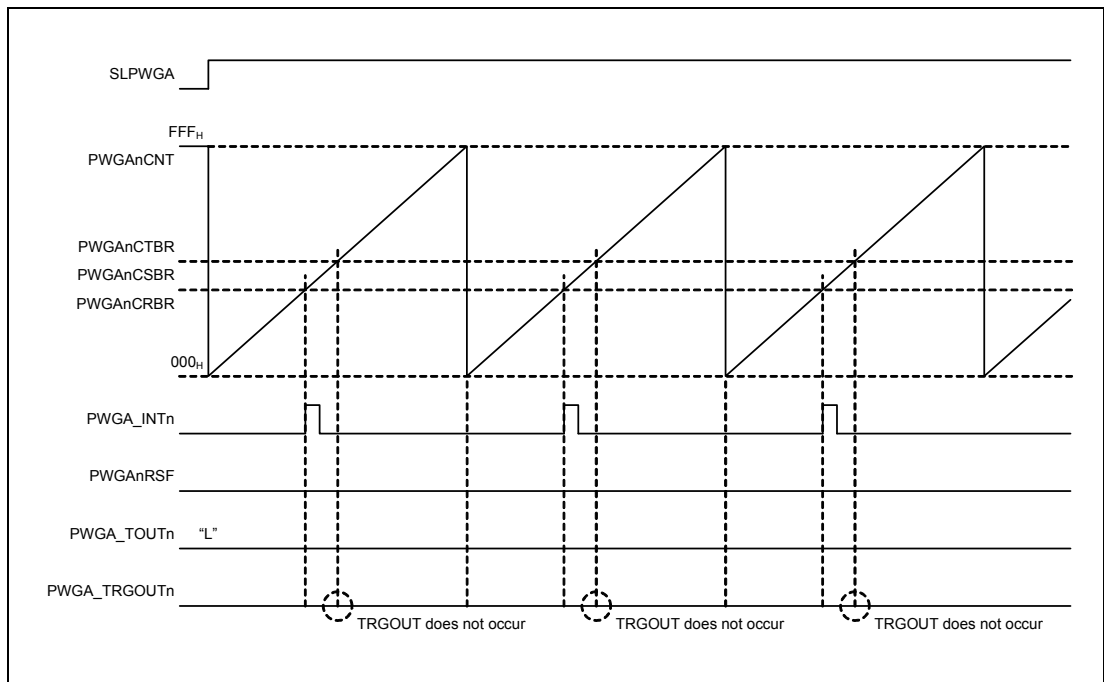 SLPWGA
FFFH
PWGAnCNT
PWGAnCTBR
PWGAnCSBR
PWGAnCRBR
000H
PWGA_INTn
PWGAnRSF
PWGA_TOUTn “L”
PWGA_TRGOUTn
TRGOUT does not occur TRGOUT does not occur TRGOUT does not occur